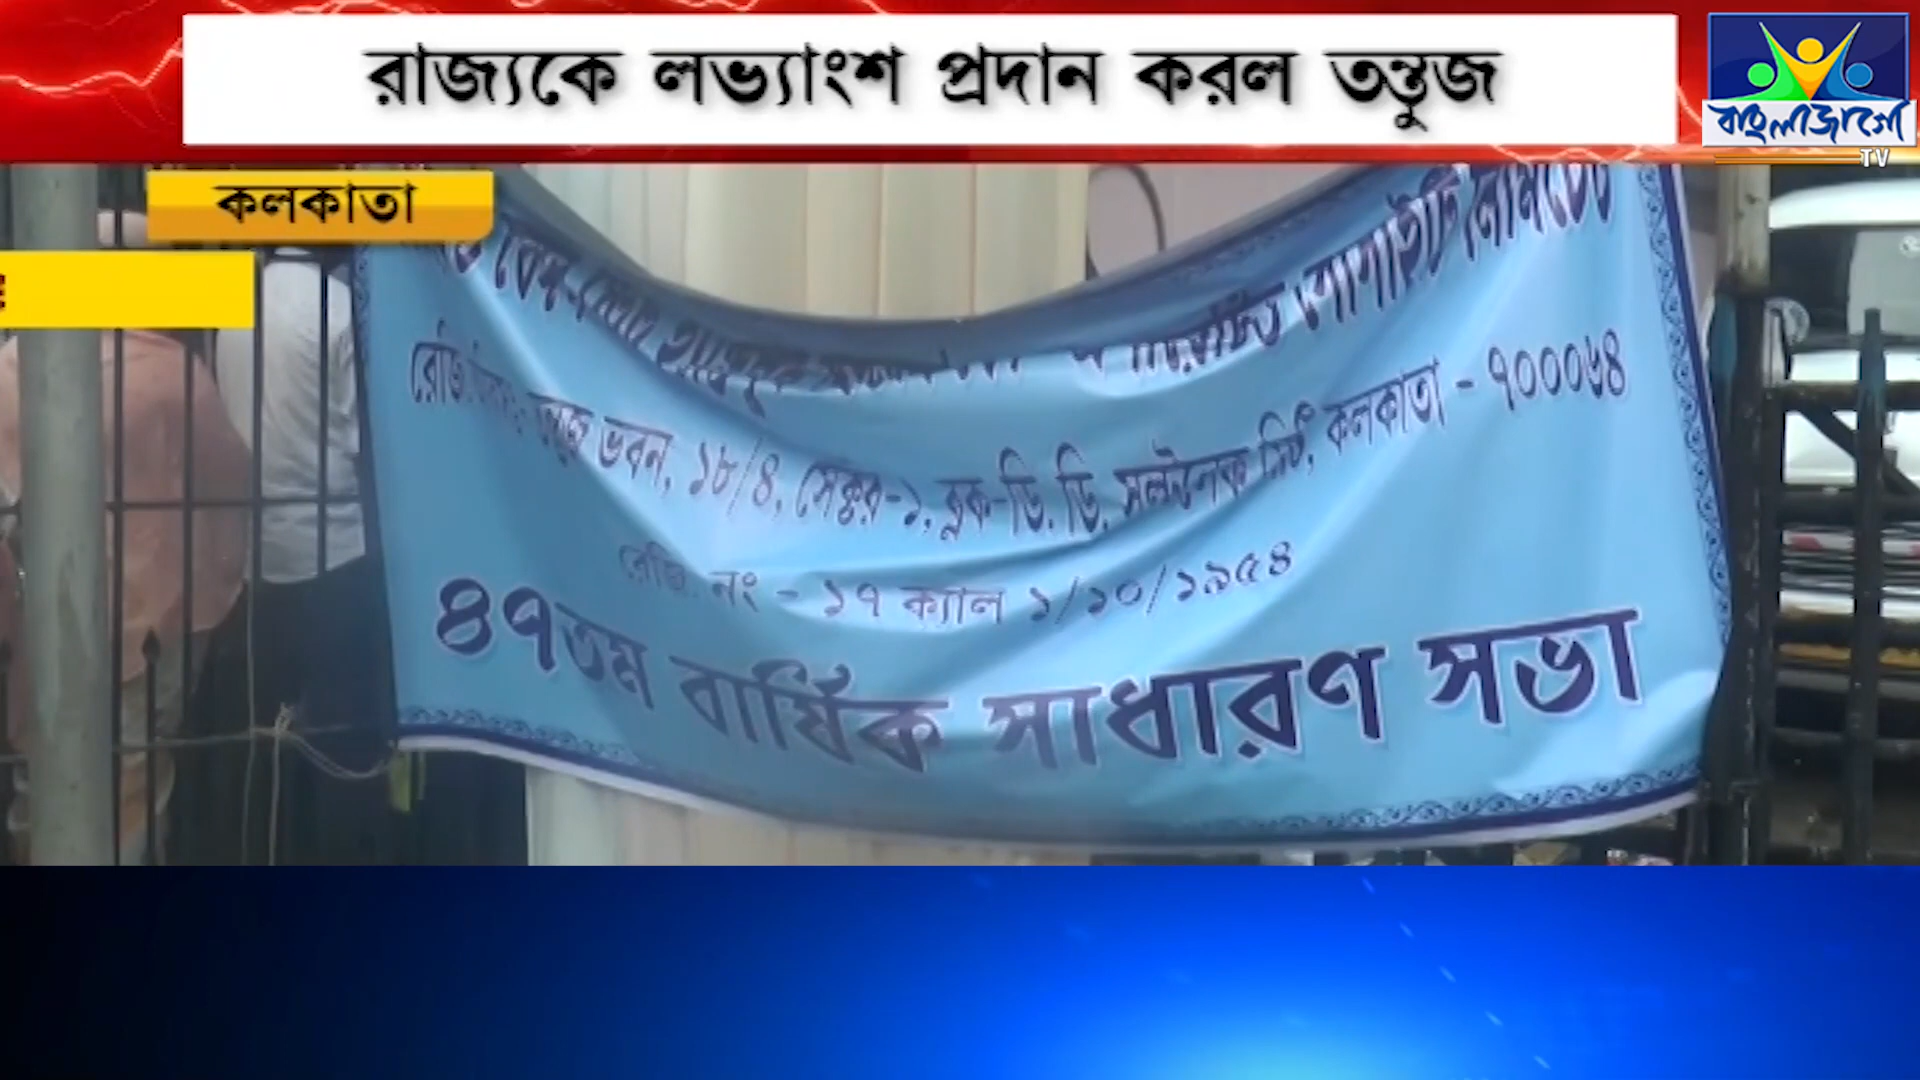 রাজ্যকে লভ্যাংশ প্রদান করল তন্তুজ
বাংলাজাগো
TV
কলকাতা
ভবন, ১৮/৪, সেক্টর-১, ব্লক-ডি. ডি. সল্টলেক সিটি, কলকাতা - ৭০০০৬৪
রেজি. নং - ১৭ ক্যাল ১/১০/১৯৫৪
৪৭তম বার্ষিক সাধারণ সভা